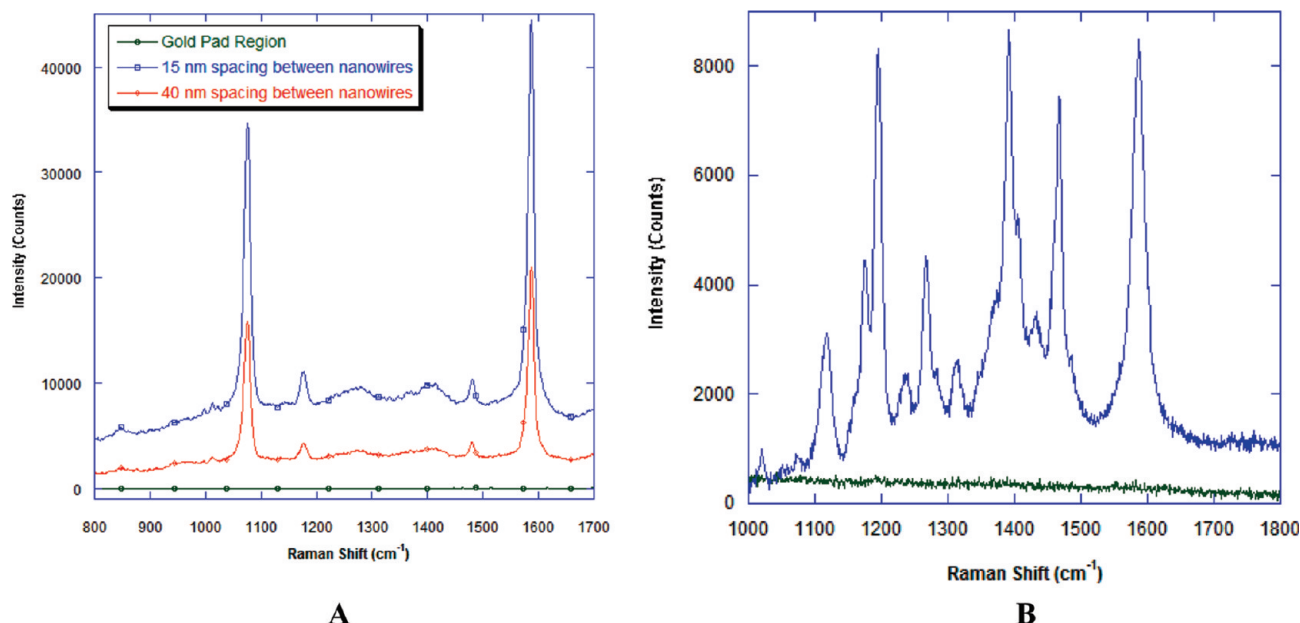 Gold Pad Region
15 nm spacing between nanowires
40 nm spacing between nanowires
40000
30000
20000
10000
0
Intensity (Counts)
800 900 1000 1100 1200 1300 1400 1500 1600 1700
Raman Shift (cm⁻¹)
A
8000
6000
4000
2000
0
Intensity (Counts)
1000 1100 1200 1300 1400 1500 1600 1700 1800
Raman Shift (cm⁻¹)
B